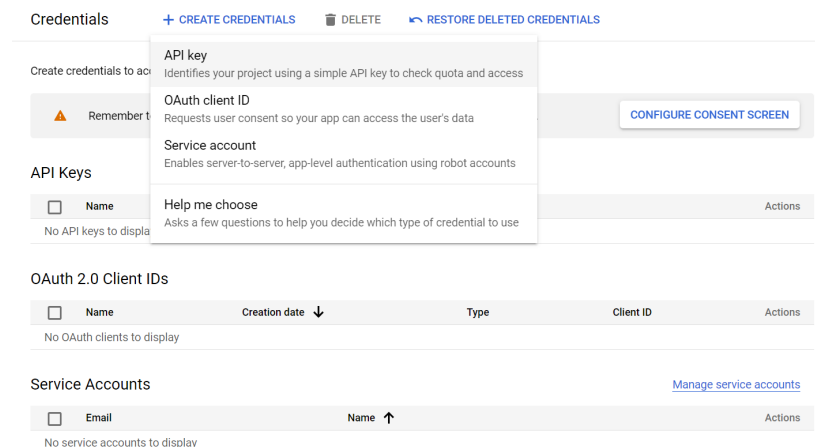 Credentials
CREATE CREDENTIALS
DELETE
RESTORE DELETED CREDENTIALS
API key
Identifies your project using a simple API key to check quota and access
OAuth client ID
Requests user consent so your app can access the user's data
Service account
Enables server-to-server, app-level authentication using robot accounts
Help me choose
Asks a few questions to help you decide which type of credential to use
Create credentials to
Remember
CONFIGURE CONSENT SCREEN
API Keys
Name Actions
No API keys to
OAuth 2.0 Client IDs
Name Creation date Type Client ID Actions
No OAuth clients to display
Service Accounts Manage service accounts
Email Name Actions
No service accounts to display